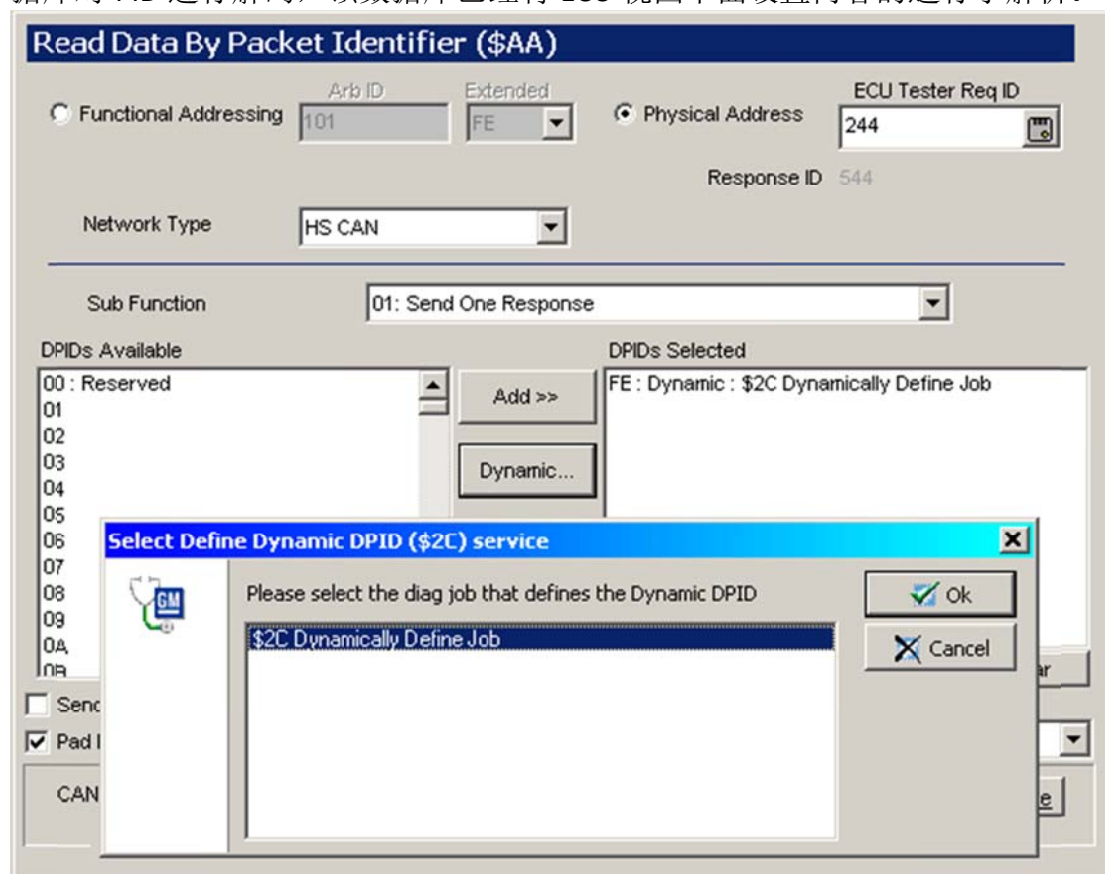 Read Data By Packet Identifier ($AA)
Arb ID Extended ECU Tester Req ID
Functional Addressing 101 FE Physical Address 244
Response ID 544
Network Type HS CAN
Sub Function 01: Send One Response
DPIDs Available DPIDs Selected
00 : Reserved FE : Dynamic : $2C Dynamically Define Job
01 Add >>
02
03 Dynamic...
04
05
06 Select Define Dynamic DPID ($2C) service
07
08 GM Please select the diag job that defines the Dynamic DPID Ok
09
0A $2C Dynamically Define Job Cancel
0B
Send
Pad
CAN